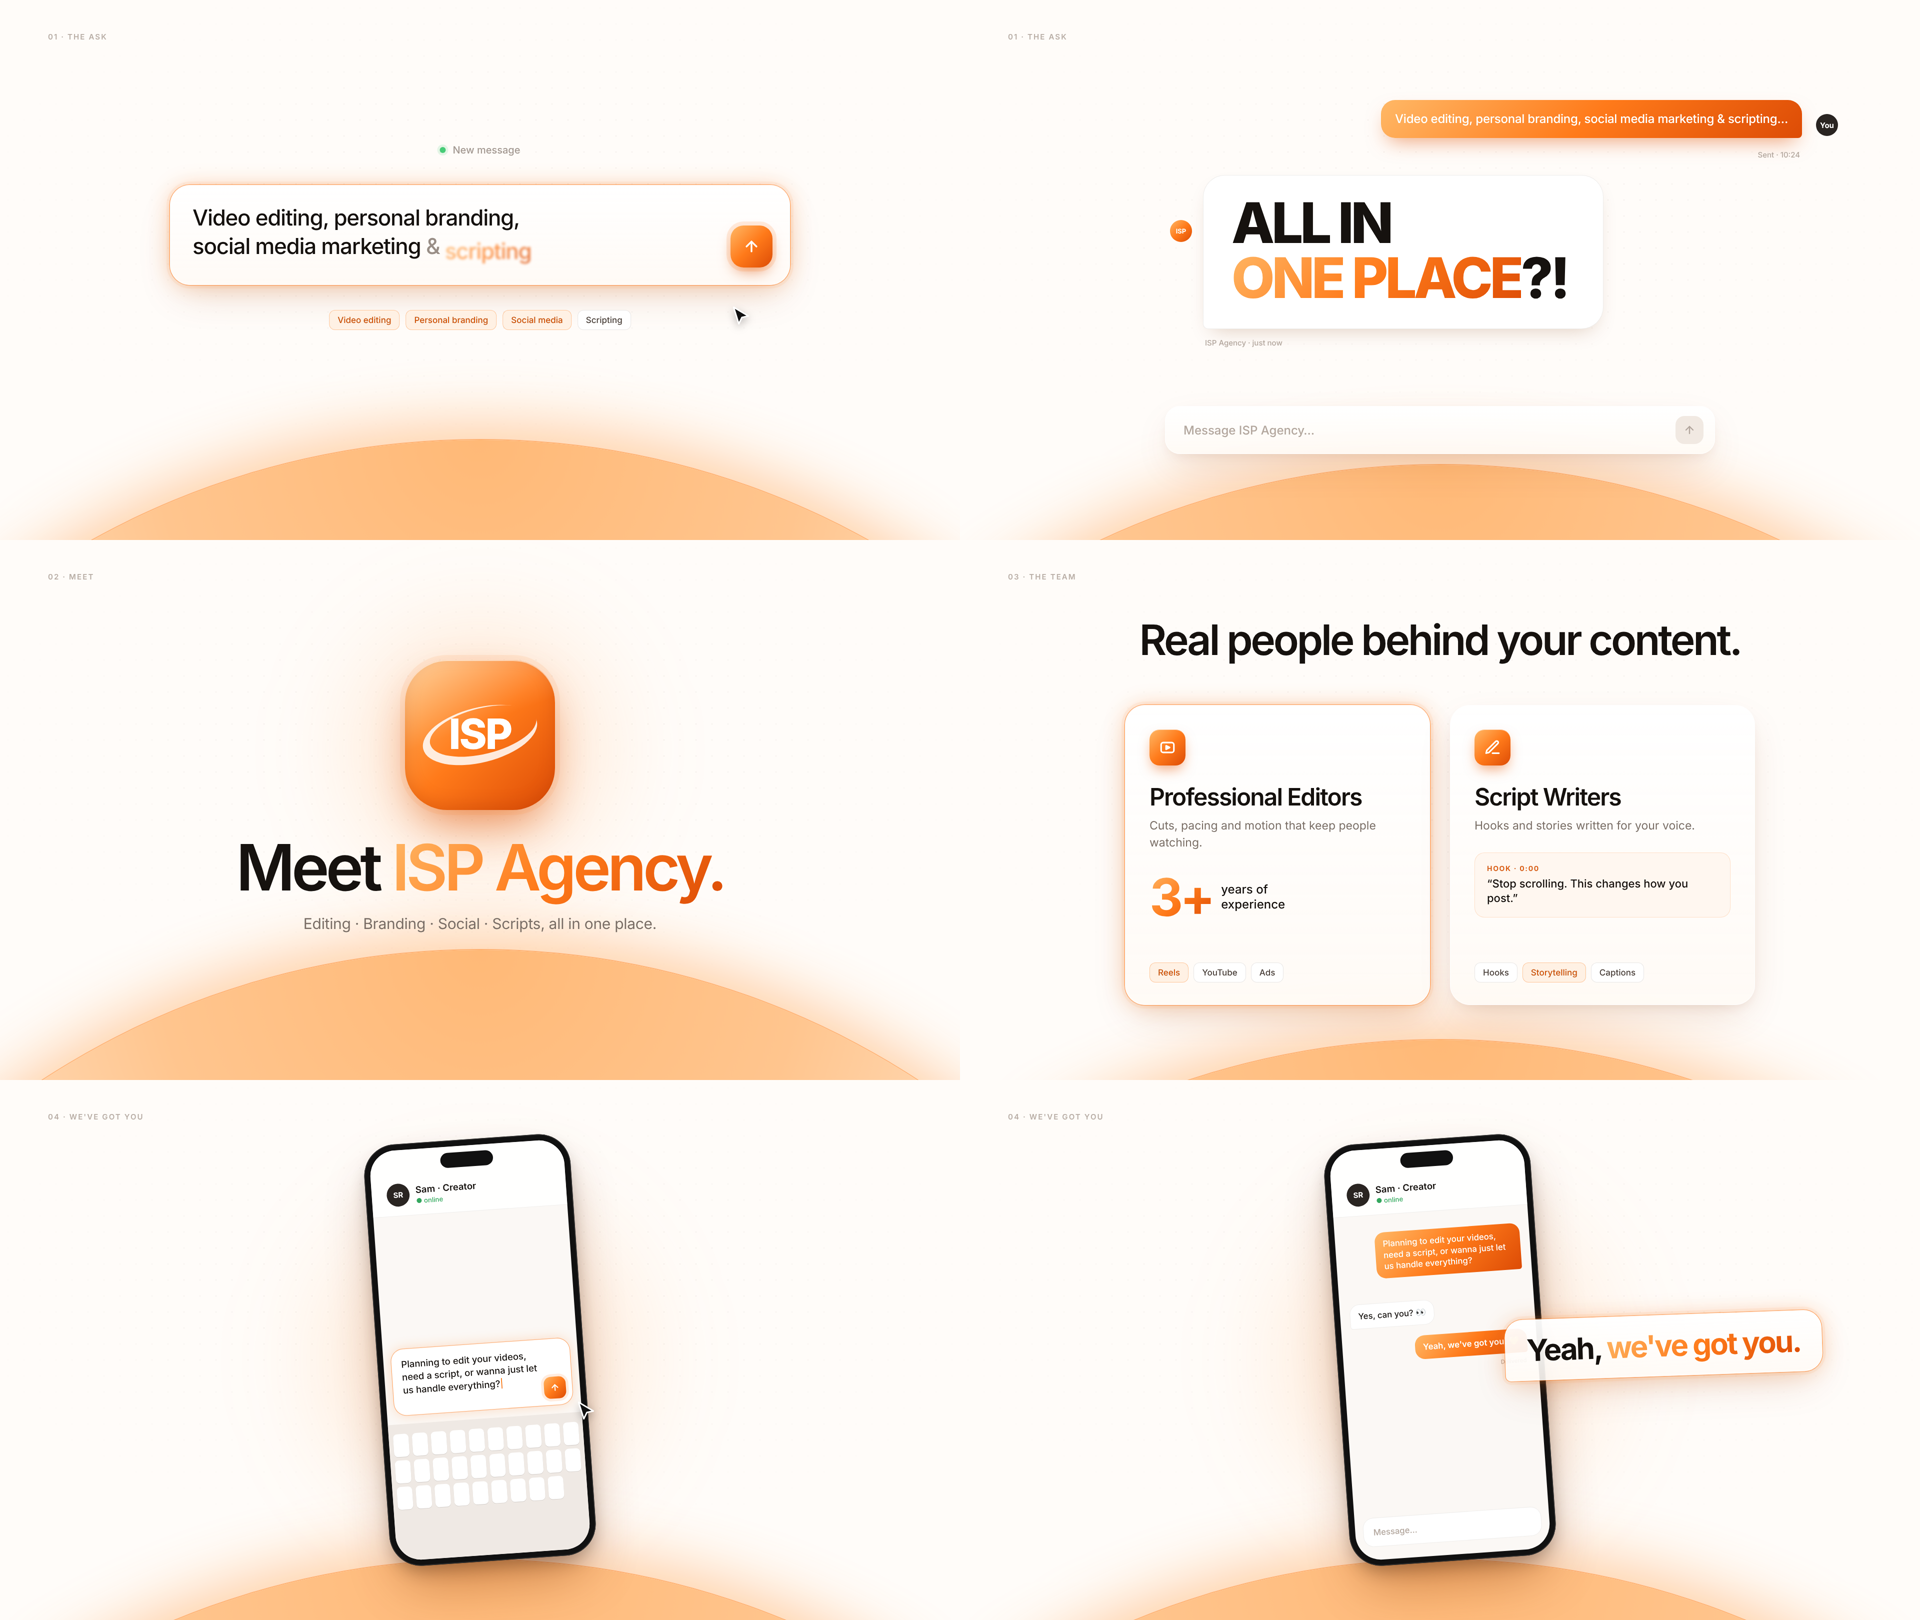 01 · THE ASK
New message
Video editing, personal branding,
social media marketing & scripting
Video editing
Personal branding
Social media
Scripting
01 · THE ASK
Video editing, personal branding, social media marketing & scripting...
You
Sent · 10:24
ISP
ALL IN
ONE PLACE?!
ISP Agency · just now
Message ISP Agency...
02 · MEET
ISP
Meet ISP Agency.
Editing · Branding · Social · Scripts, all in one place.
03 · THE TEAM
Real people behind your content.
Professional Editors
Cuts, pacing and motion that keep people
watching.
3+
years of
experience
Reels
YouTube
Ads
Script Writers
Hooks and stories written for your voice.
HOOK · 0:00
“Stop scrolling. This changes how you
post.”
Hooks
Storytelling
Captions
04 · WE'VE GOT YOU
SR
Sam · Creator
online
Planning to edit your videos,
need a script, or wanna just let
us handle everything?
04 · WE'VE GOT YOU
SR
Sam · Creator
online
Planning to edit your videos,
need a script, or wanna just let
us handle everything?
Yes, can you? 👀
Yeah, we've got you
Yeah, we've got you.
Message...